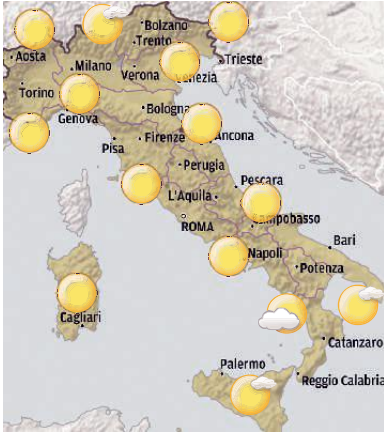 Bolzano
Trento
Aosta
Milano
Verona
Venezia
Trieste
Torino
Bologna
Genova
Pisa
Firenze
Ancona
Perugia
Pescara
L'Aquila
ROMA
Campobasso
Bari
Napoli
Potenza
Cagliari
Catanzaro
Palermo
Reggio Calabria